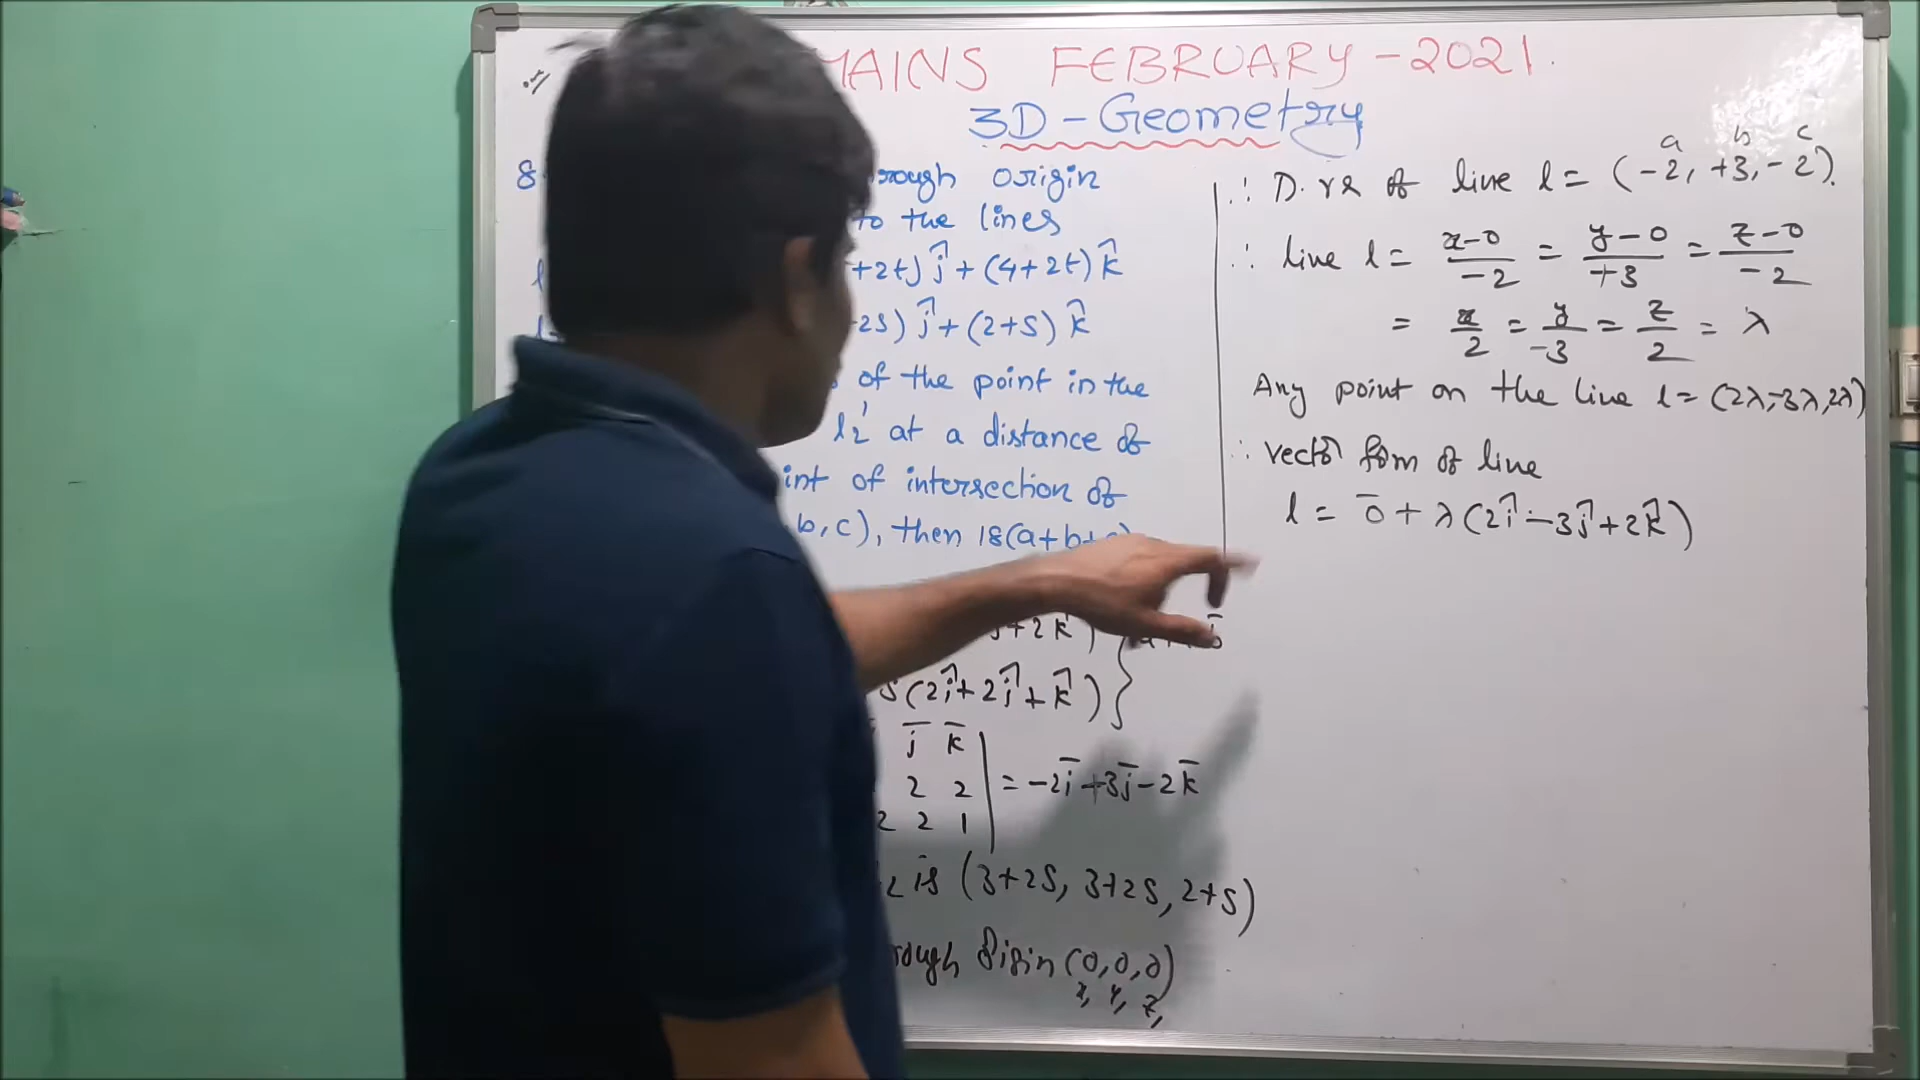 MAINS FEBRUARY-2021.
3D-Geometry
8 rough origin
to the lines
+2t) ĵ + (4+2t) k̂
2s) ĵ + (2+s) k̂
of the point in the
l2' at a distance of
int of intersection of
b, c), then 18(a+b+c)
+2k̂)
s(2î+2ĵ+k̂)}
j̄ k̄
2 2
2 2 1
= -2ī+3j̄-2k̄
is (3+2s, 3+2s, 2+s)
rough origin (0,0,0)
x, y, z,
a b c
∴ D.rs of line l = (-2, +3, -2).
∴ line l = x-0/-2 = y-0/+3 = z-0/-2
= x/2 = y/-3 = z/2 = λ
Any point on the line l = (2λ,-3λ,2λ)
∴ vector form of line
l = ō + λ(2î-3ĵ+2k̂)